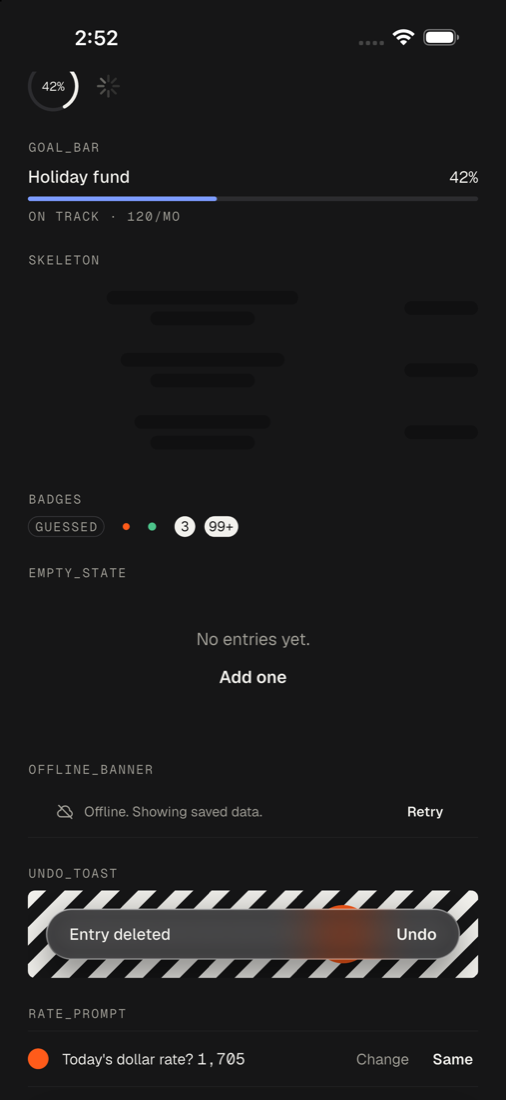 2:52
42%
GOAL_BAR
Holiday fund 42%
ON TRACK · 120/MO
SKELETON
BADGES
GUESSED 3 99+
EMPTY_STATE
No entries yet.
Add one
OFFLINE_BANNER
Offline. Showing saved data. Retry
UNDO_TOAST
Entry deleted Undo
RATE_PROMPT
Today's dollar rate? 1,705 Change Same